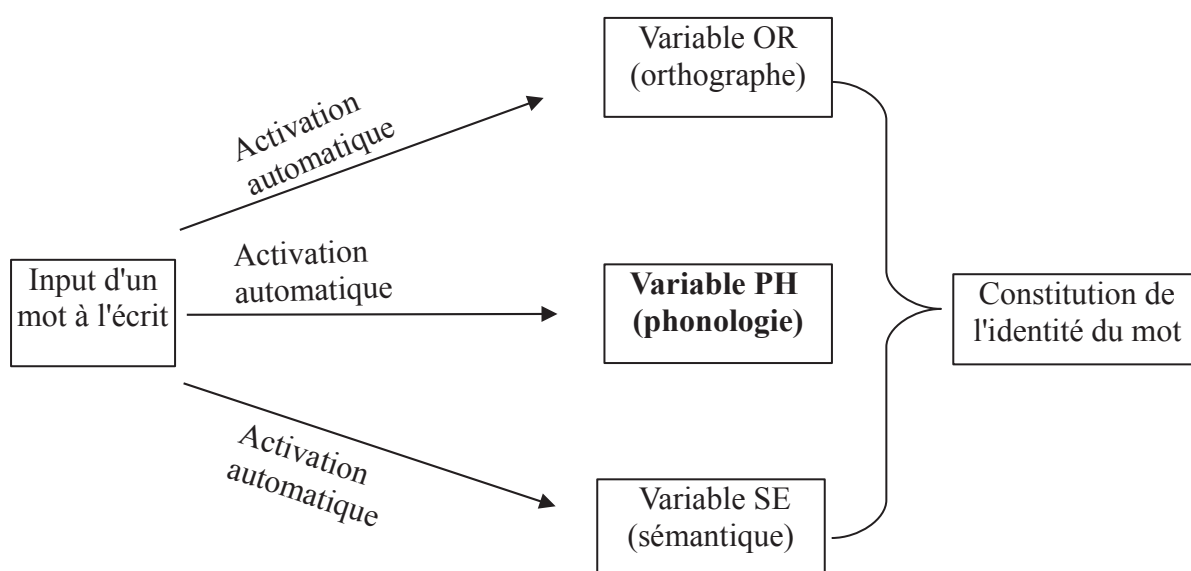 Variable OR
(orthographe)
Activation
automatique
Input d'un
mot à l'écrit
Activation
automatique
Variable PH
(phonologie)
Constitution de
l'identité du mot
Activation
automatique
Variable SE
(sémantique)